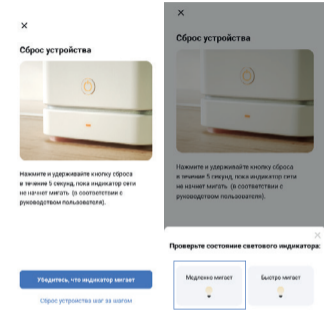 Сброс устройства
Нажмите и удерживайте кнопку сброса
в течение 5 секунд, пока индикатор сети
не начнет мигать (в соответствии с
руководством пользователя).
Убедитесь, что индикатор мигает
Сброс устройства шаг за шагом
Сброс устройства
Нажмите и удерживайте кнопку сброса
в течение 5 секунд, пока индикатор сети
не начнет мигать (в соответствии с
руководством пользователя).
Проверьте состояние светового индикатора:
Медленно мигает
Быстро мигает